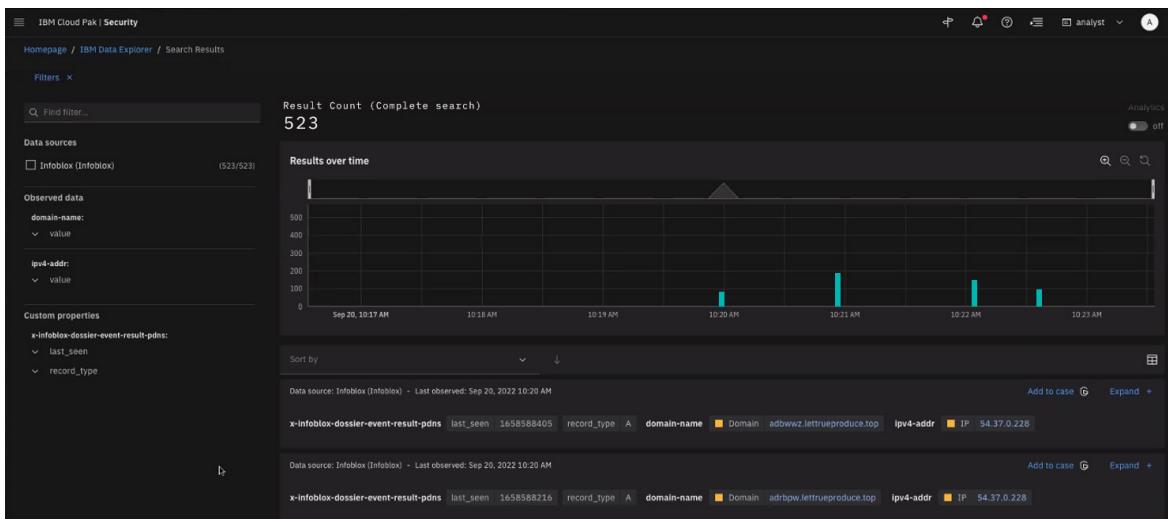 IBM Cloud Pak | Security
analyst
A
Homepage / IBM Data Explorer / Search Results
Filters ×
Find filter...
Data sources
Infoblox (Infoblox) (523/523)
Observed data
domain-name:
value
ipv4-addr:
value
Custom properties
x-infoblox-dossier-event-result-pdns:
last_seen
record_type
Result Count (Complete search)
523
Analytics
off
Results over time
500
400
300
200
100
0
Sep 20, 10:17 AM 10:18 AM 10:19 AM 10:20 AM 10:21 AM 10:22 AM 10:23 AM
Sort by
Data source: Infoblox (Infoblox) - Last observed: Sep 20, 2022 10:20 AM Add to case Expand +
x-infoblox-dossier-event-result-pdns last_seen 1658588405 record_type A domain-name Domain adbwwz.lettrueproduce.top ipv4-addr IP 54.37.0.228
Data source: Infoblox (Infoblox) - Last observed: Sep 20, 2022 10:20 AM Add to case Expand +
x-infoblox-dossier-event-result-pdns last_seen 1658588216 record_type A domain-name Domain adrbpw.lettrueproduce.top ipv4-addr IP 54.37.0.228